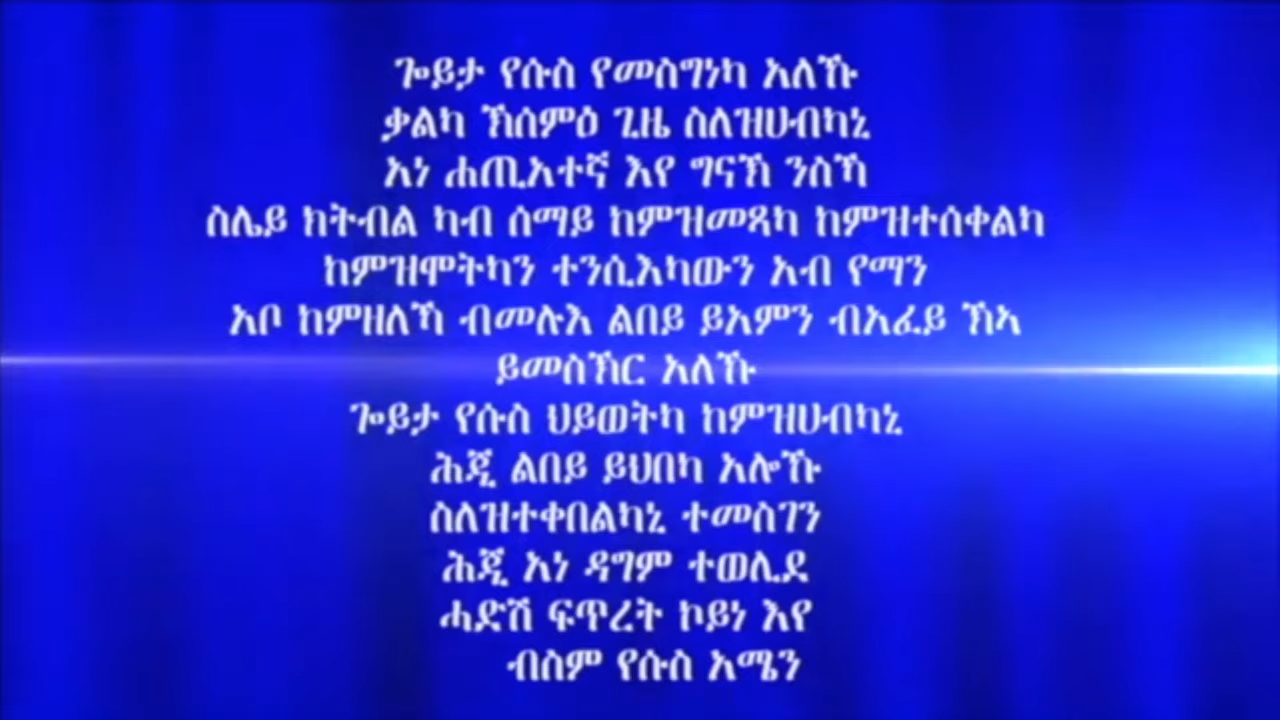 ጐይታ የሱስ የመስግነካ አለኹ
ቃልካ ኽሰምዕ ጊዜ ስለዝሀብካኒ
አነ ሐጢአተኛ እየ ግናኽ ንስኻ
ስሌይ ክትብል ካብ ሰማይ ከምዝመጻካ ከምዝተሰቀልካ
ከምዝሞትካን ተንሲእካውን አብ የማን
አቦ ከምዘለኻ ብመሉእ ልበይ ይአምን ብአፈይ ኸኣ
ይመስኽር አለኹ
ጐይታ የሱስ ህይወትካ ከምዝሀብካኒ
ሕጂ ልበይ ይህበካ አሎኹ
ስለዝተቀበልካኒ ተመስገን
ሕጂ አነ ዳግም ተወሊደ
ሓድሽ ፍጥረት ኮይነ እየ
ብስም የሱስ አሜን